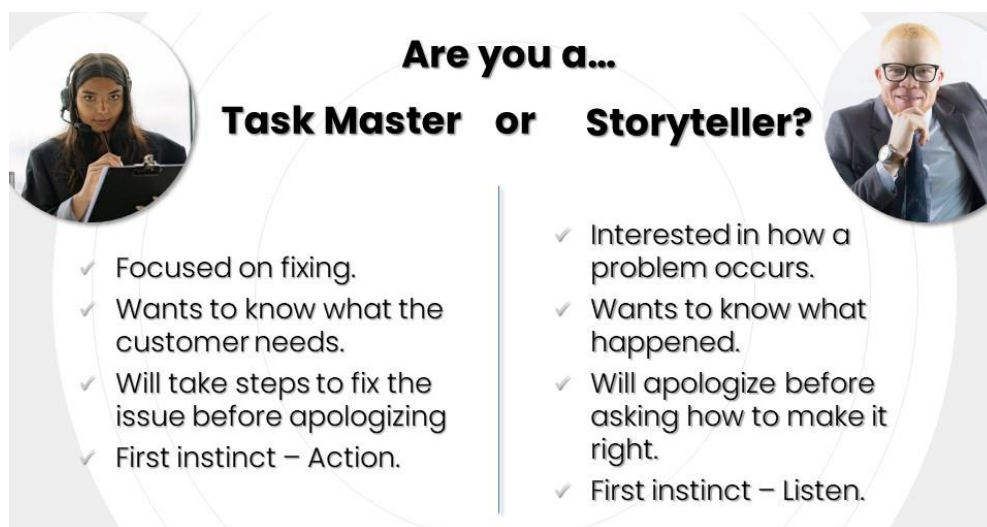 Are you a...
Task Master or Storyteller?
Focused on fixing.
Wants to know what the
customer needs.
Will take steps to fix the
issue before apologizing
First instinct – Action.
Interested in how a
problem occurs.
Wants to know what
happened.
Will apologize before
asking how to make it
right.
First instinct – Listen.